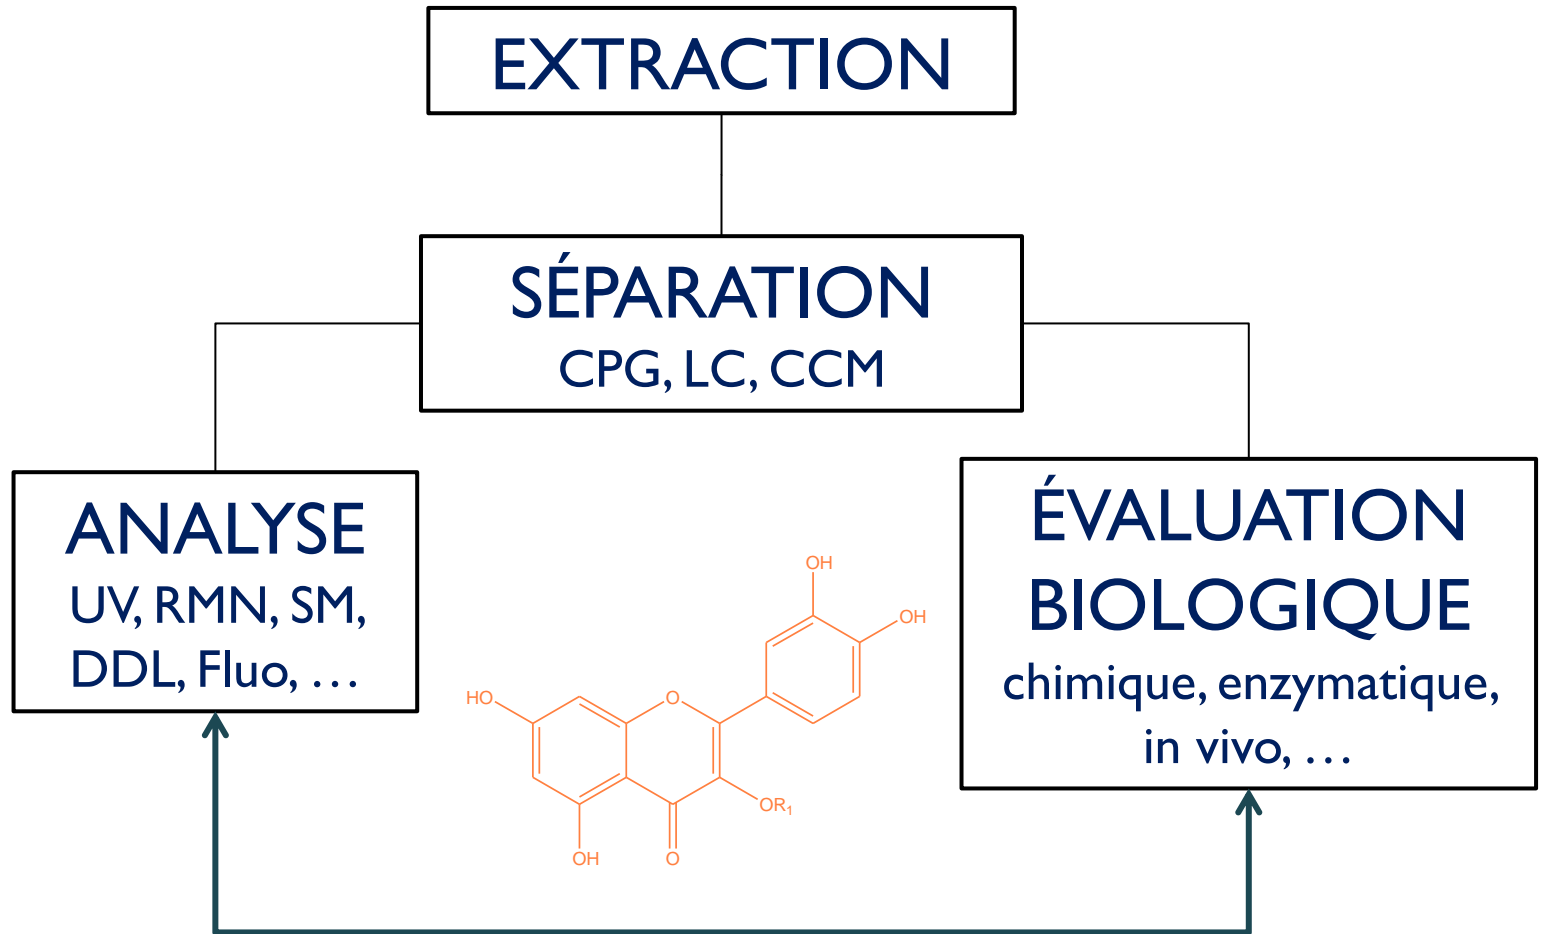 EXTRACTION
SÉPARATION
CPG, LC, CCM
ANALYSE
UV, RMN, SM,
DDL, Fluo, …
ÉVALUATION
BIOLOGIQUE
chimique, enzymatique,
in vivo, …
OH
OH
HO
O
OR₁
OH
O